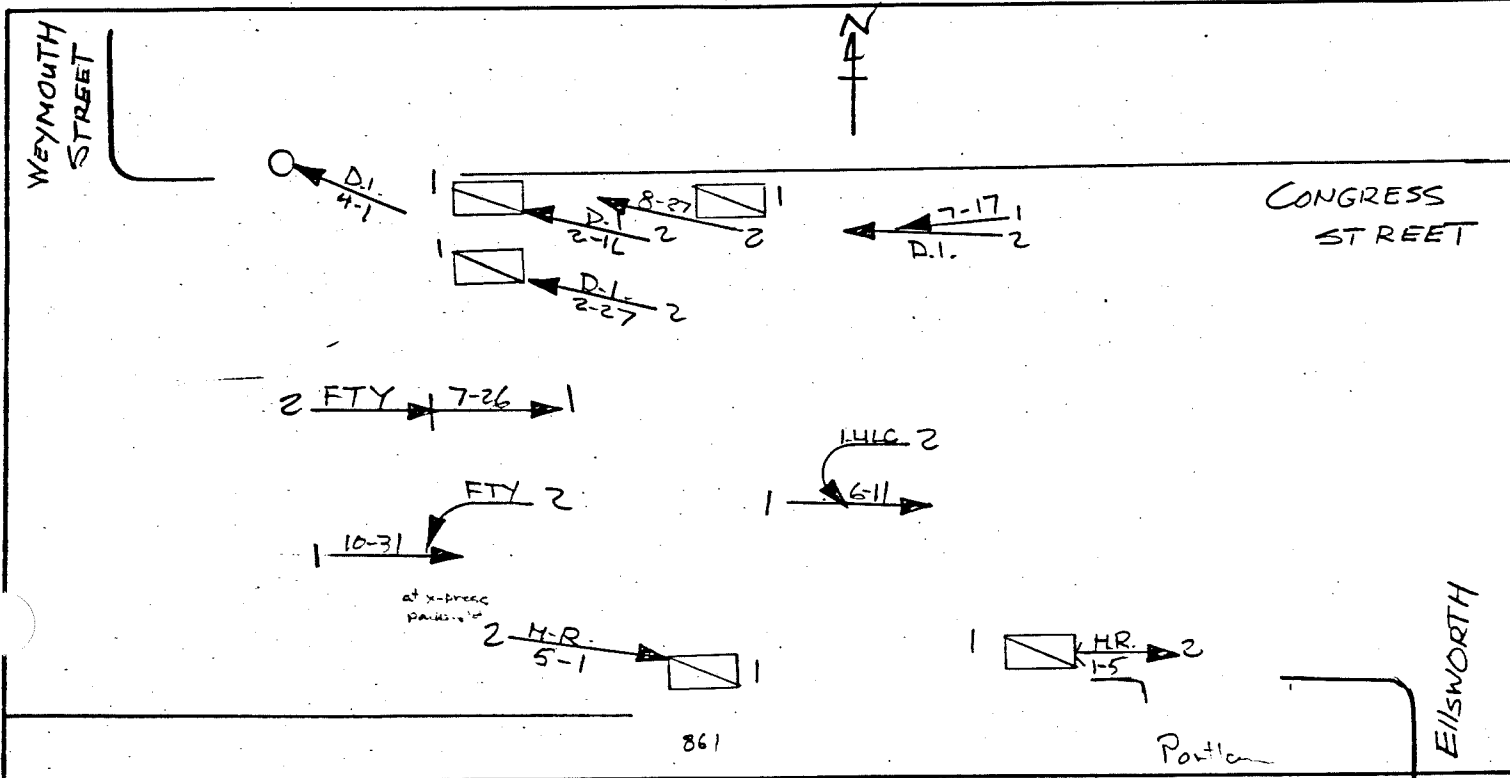 WEYMOUTH
STREET
N
CONGRESS
STREET
D.I.
4-1
1
D.I
2-16
2
8-27
2
1
7-17
1
D.I.
2
1
D-I.
2-27
2
2 FTY 7-26 1
2
6-11
1
FTY 2
1 10-31
at x-press
2 H-R.
5-1
1
1
H.R.
1-5
2
861
Ellsworth